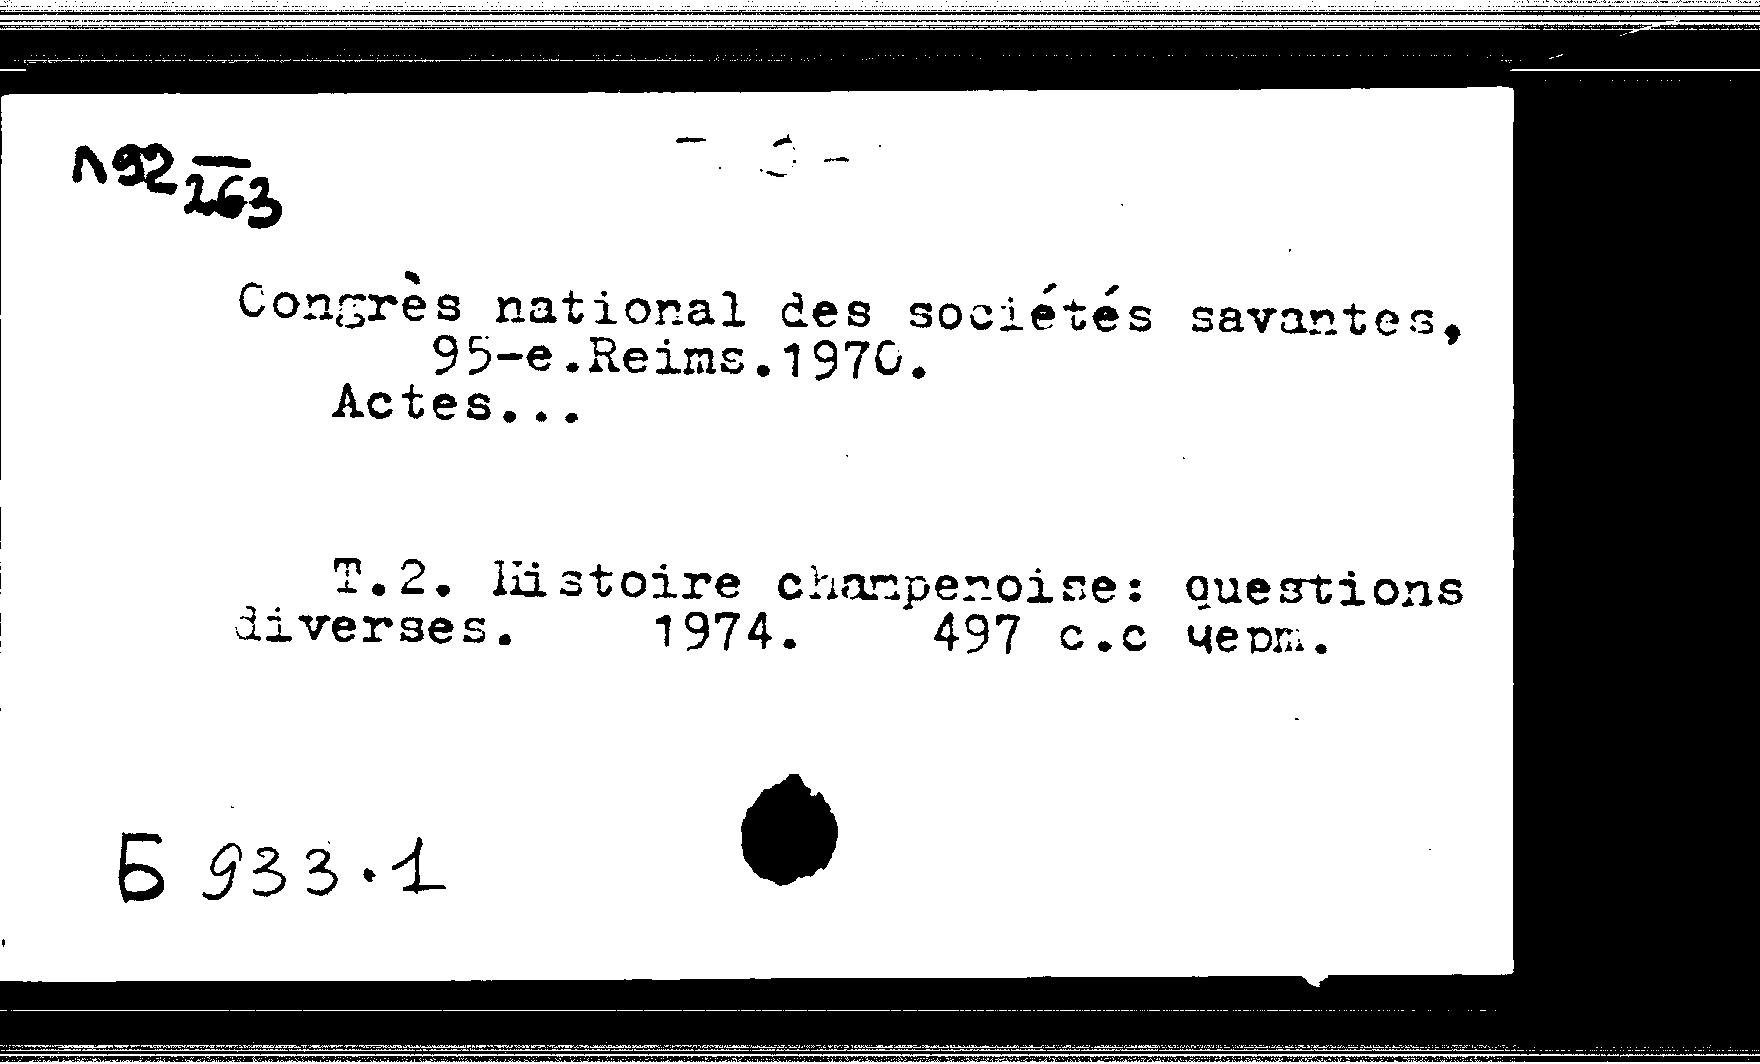 Л92 —/263
- 3 -
Congrès national des sociétés savantes,
95-e.Reims.1970.
Actes...
T.2. Histoire champenoise: questions
diverses. 1974. 497 с.с черт.
Б 933.1